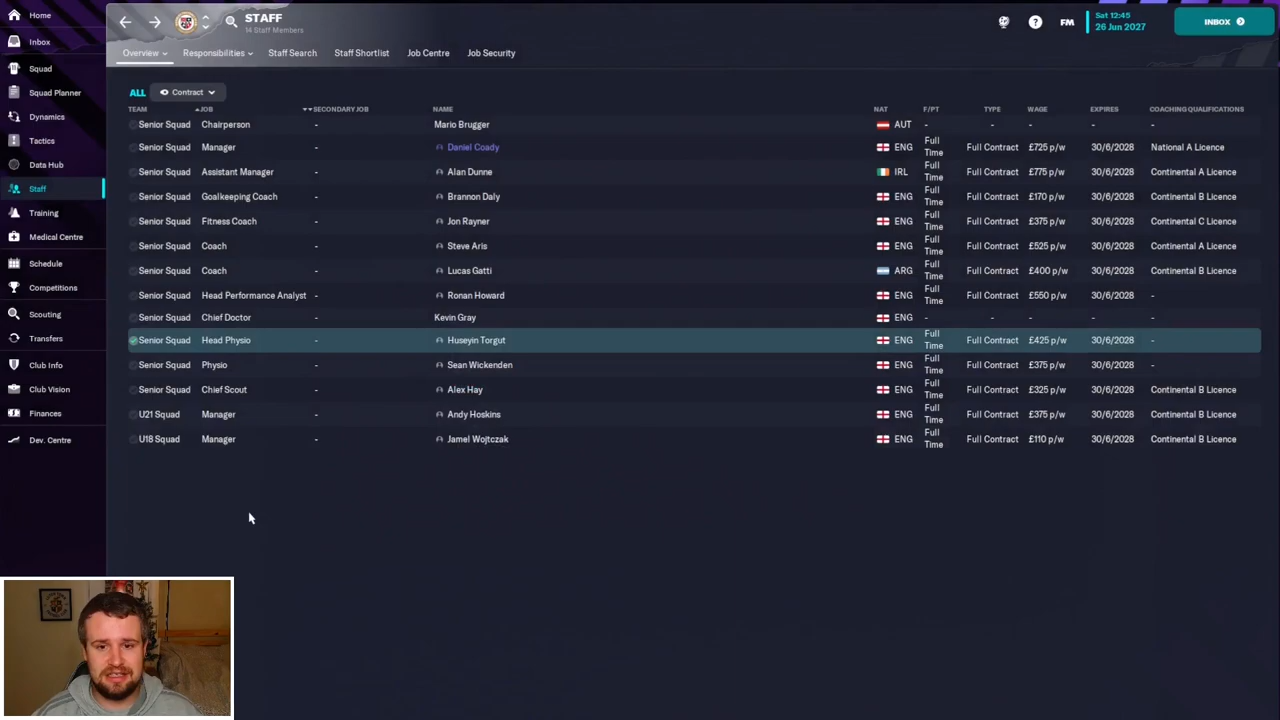 Home
Inbox
Squad
Squad Planner
Dynamics
Tactics
Data Hub
Staff
Training
Medical Centre
Schedule
Competitions
Scouting
Transfers
Club Info
Club Vision
Finances
Dev. Centre
STAFF
14 Staff Members
FM
Sat 12:45
26 Jun 2027
INBOX
Overview Responsibilities Staff Search Staff Shortlist Job Centre Job Security
ALL Contract
TEAM JOB SECONDARY JOB NAME NAT F/PT TYPE WAGE EXPIRES COACHING QUALIFICATIONS
Senior Squad Chairperson - Mario Brugger AUT - - - - -
Senior Squad Manager - Daniel Coady ENG Full Time Full Contract £725 p/w 30/6/2028 National A Licence
Senior Squad Assistant Manager - Alan Dunne IRL Full Time Full Contract £775 p/w 30/6/2028 Continental A Licence
Senior Squad Goalkeeping Coach - Brannon Daly ENG Full Time Full Contract £170 p/w 30/6/2028 Continental B Licence
Senior Squad Fitness Coach - Jon Rayner ENG Full Time Full Contract £375 p/w 30/6/2028 Continental C Licence
Senior Squad Coach - Steve Aris ENG Full Time Full Contract £525 p/w 30/6/2028 Continental A Licence
Senior Squad Coach - Lucas Gatti ARG Full Time Full Contract £400 p/w 30/6/2028 Continental B Licence
Senior Squad Head Performance Analyst - Ronan Howard ENG Full Time Full Contract £550 p/w 30/6/2028 -
Senior Squad Chief Doctor - Kevin Gray ENG - - - - -
Senior Squad Head Physio - Huseyin Torgut ENG Full Time Full Contract £425 p/w 30/6/2028 -
Senior Squad Physio - Sean Wickenden ENG Full Time Full Contract £365 p/w 30/6/2028 -
Senior Squad Chief Scout - Alex Hay ENG Full Time Full Contract £325 p/w 30/6/2028 Continental B Licence
U21 Squad Manager - Andy Hoskins ENG Full Time Full Contract £375 p/w 30/6/2028 Continental B Licence
U18 Squad Manager - Jamel Wojtczak ENG Full Time Full Contract £110 p/w 30/6/2028 Continental B Licence